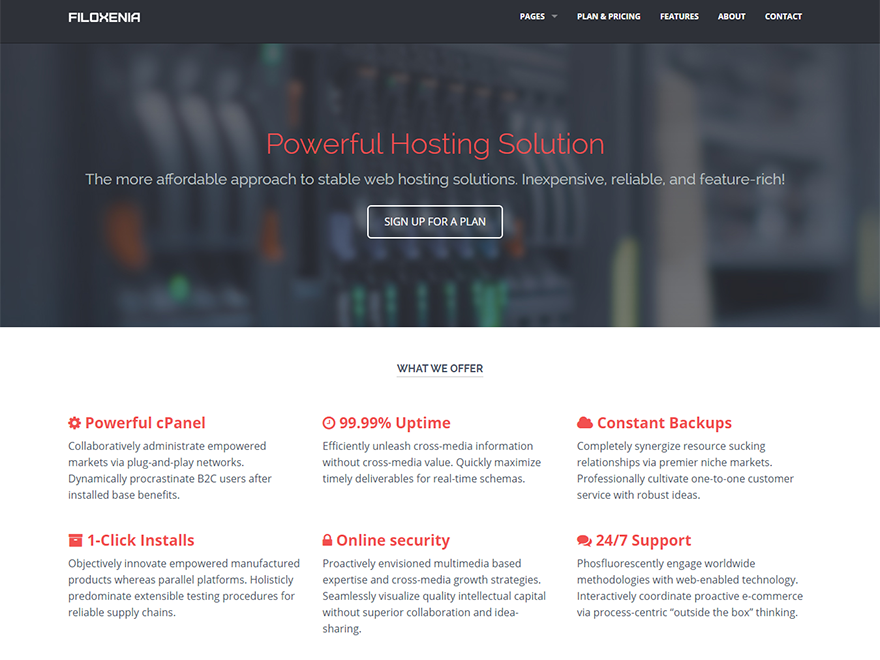 FILOXENIA
PAGES PLAN & PRICING FEATURES ABOUT CONTACT
Powerful Hosting Solution
The more affordable approach to stable web hosting solutions. Inexpensive, reliable, and feature-rich!
SIGN UP FOR A PLAN
WHAT WE OFFER
Powerful cPanel
Collaboratively administrate empowered
markets via plug-and-play networks.
Dynamically procrastinate B2C users after
installed base benefits.
99.99% Uptime
Efficiently unleash cross-media information
without cross-media value. Quickly maximize
timely deliverables for real-time schemas.
Constant Backups
Completely synergize resource sucking
relationships via premier niche markets.
Professionally cultivate one-to-one customer
service with robust ideas.
1-Click Installs
Objectively innovate empowered manufactured
products whereas parallel platforms. Holisticly
predominate extensible testing procedures for
reliable supply chains.
Online security
Proactively envisioned multimedia based
expertise and cross-media growth strategies.
Seamlessly visualize quality intellectual capital
without superior collaboration and idea-
sharing.
24/7 Support
Phosfluorescently engage worldwide
methodologies with web-enabled technology.
Interactively coordinate proactive e-commerce
via process-centric “outside the box” thinking.